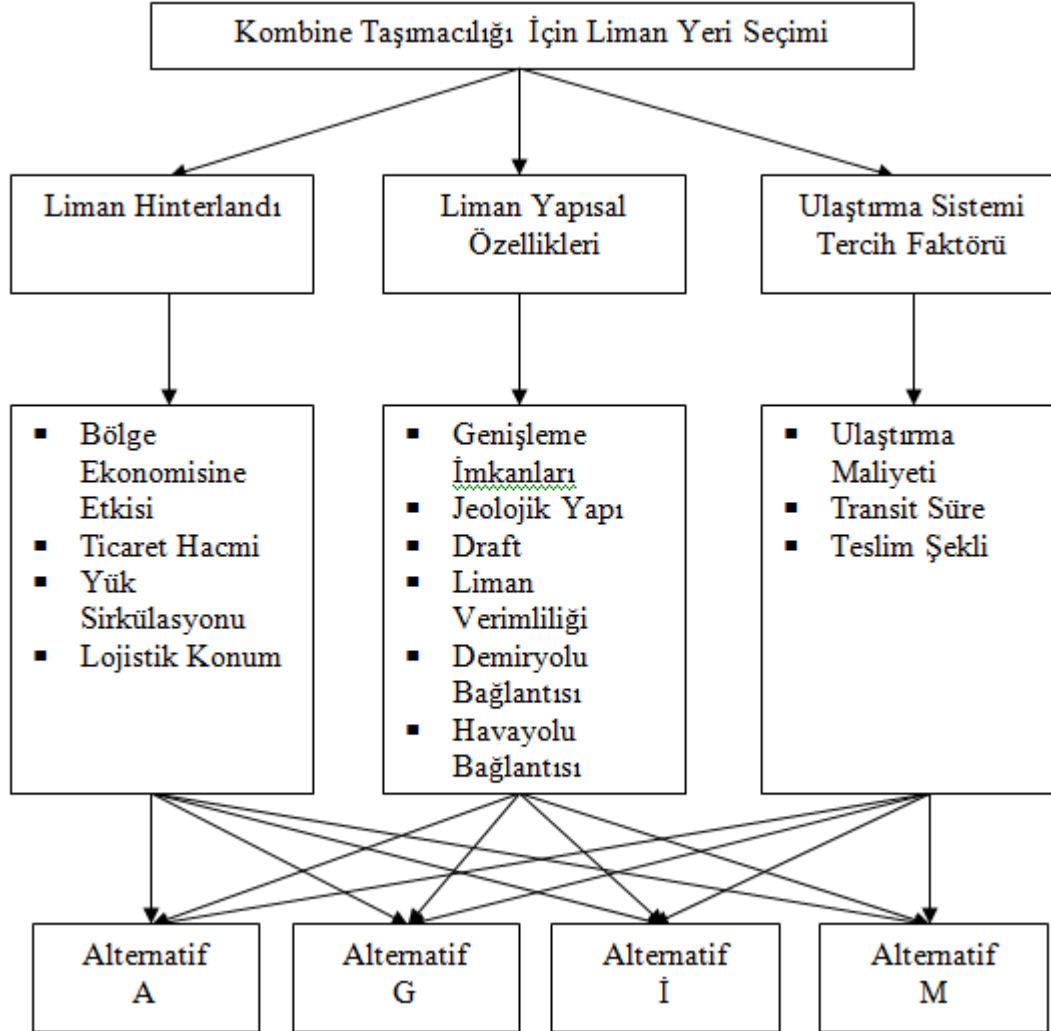 Kombine Taşımacılığı İçin Liman Yeri Seçimi
Liman Hinterlandı
Liman Yapısal
Özellikleri
Ulaştırma Sistemi
Tercih Faktörü
▪ Bölge
Ekonomisine
Etkisi
▪ Ticaret Hacmi
▪ Yük
Sirkülasyonu
▪ Lojistik Konum
▪ Genişleme
İmkanları
▪ Jeolojik Yapı
▪ Draft
▪ Liman
Verimliliği
▪ Demiryolu
Bağlantısı
▪ Havayolu
Bağlantısı
▪ Ulaştırma
Maliyeti
▪ Transit Süre
▪ Teslim Şekli
Alternatif
A
Alternatif
G
Alternatif
İ
Alternatif
M